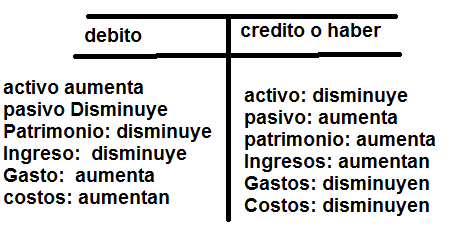 debito
activo aumenta
pasivo Disminuye
Patrimonio: disminuye
Ingreso: disminuye
Gasto: aumenta
costos: aumentan
credito o haber
activo: disminuye
pasivo: aumenta
patrimonio: aumenta
Ingresos: aumentan
Gastos: disminuyen
Costos: disminuyen